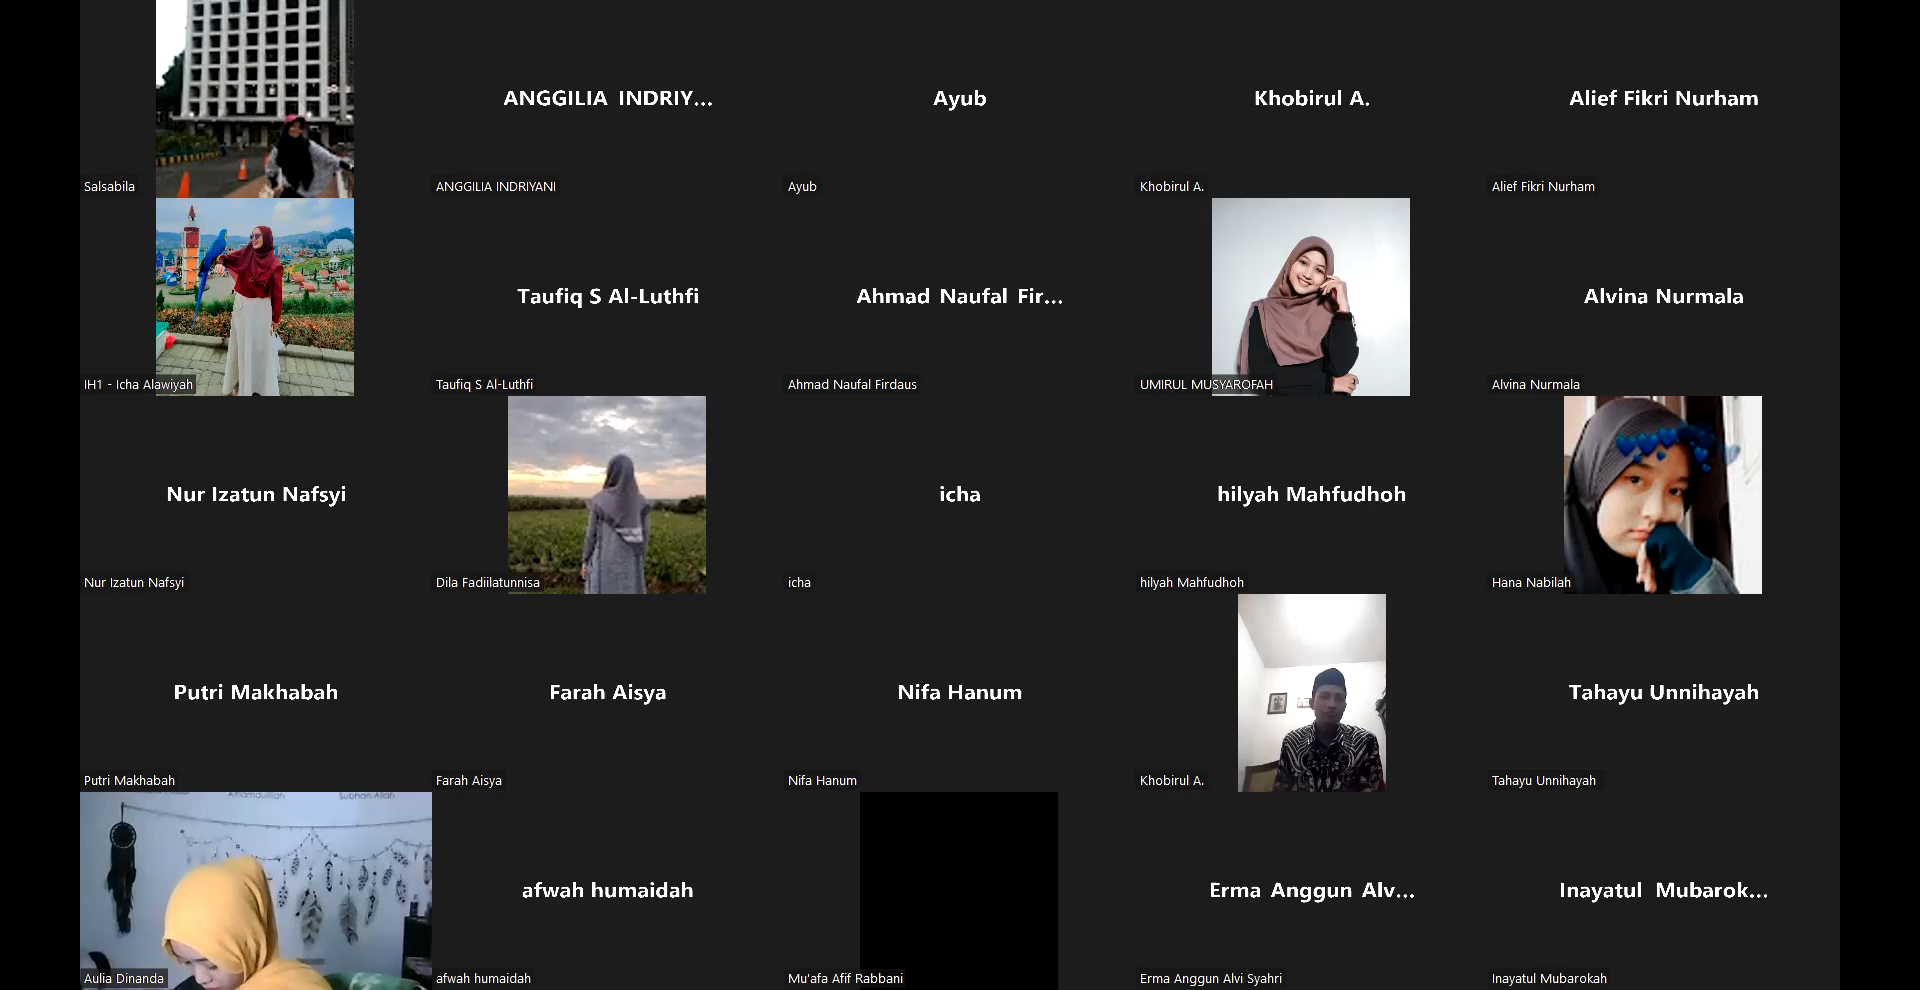 ANGGILIA INDRIY...
Ayub
Khobirul A.
Alief Fikri Nurham
Salsabila
ANGGILIA INDRIYANI
Ayub
Khobirul A.
Alief Fikri Nurham
Taufiq S Al-Luthfi
Ahmad Naufal Fir...
Alvina Nurmala
IH1 - Icha Alawiyah
Taufiq S Al-Luthfi
Ahmad Naufal Firdaus
UMIRUL MUSYAROFAH
Alvina Nurmala
Nur Izatun Nafsyi
icha
hilyah Mahfudhoh
Nur Izatun Nafsyi
Dila Fadiilatunnisa
icha
hilyah Mahfudhoh
Hana Nabilah
Putri Makhabah
Farah Aisya
Nifa Hanum
Tahayu Unnihayah
Putri Makhabah
Farah Aisya
Nifa Hanum
Khobirul A.
Tahayu Unnihayah
Alhamdulillah
Subhan Allah
afwah humaidah
Erma Anggun Alv...
Inayatul Mubarok...
Aulia Dinanda
afwah humaidah
Mu'afa Afif Rabbani
Erma Anggun Alvi Syahri
Inayatul Mubarokah